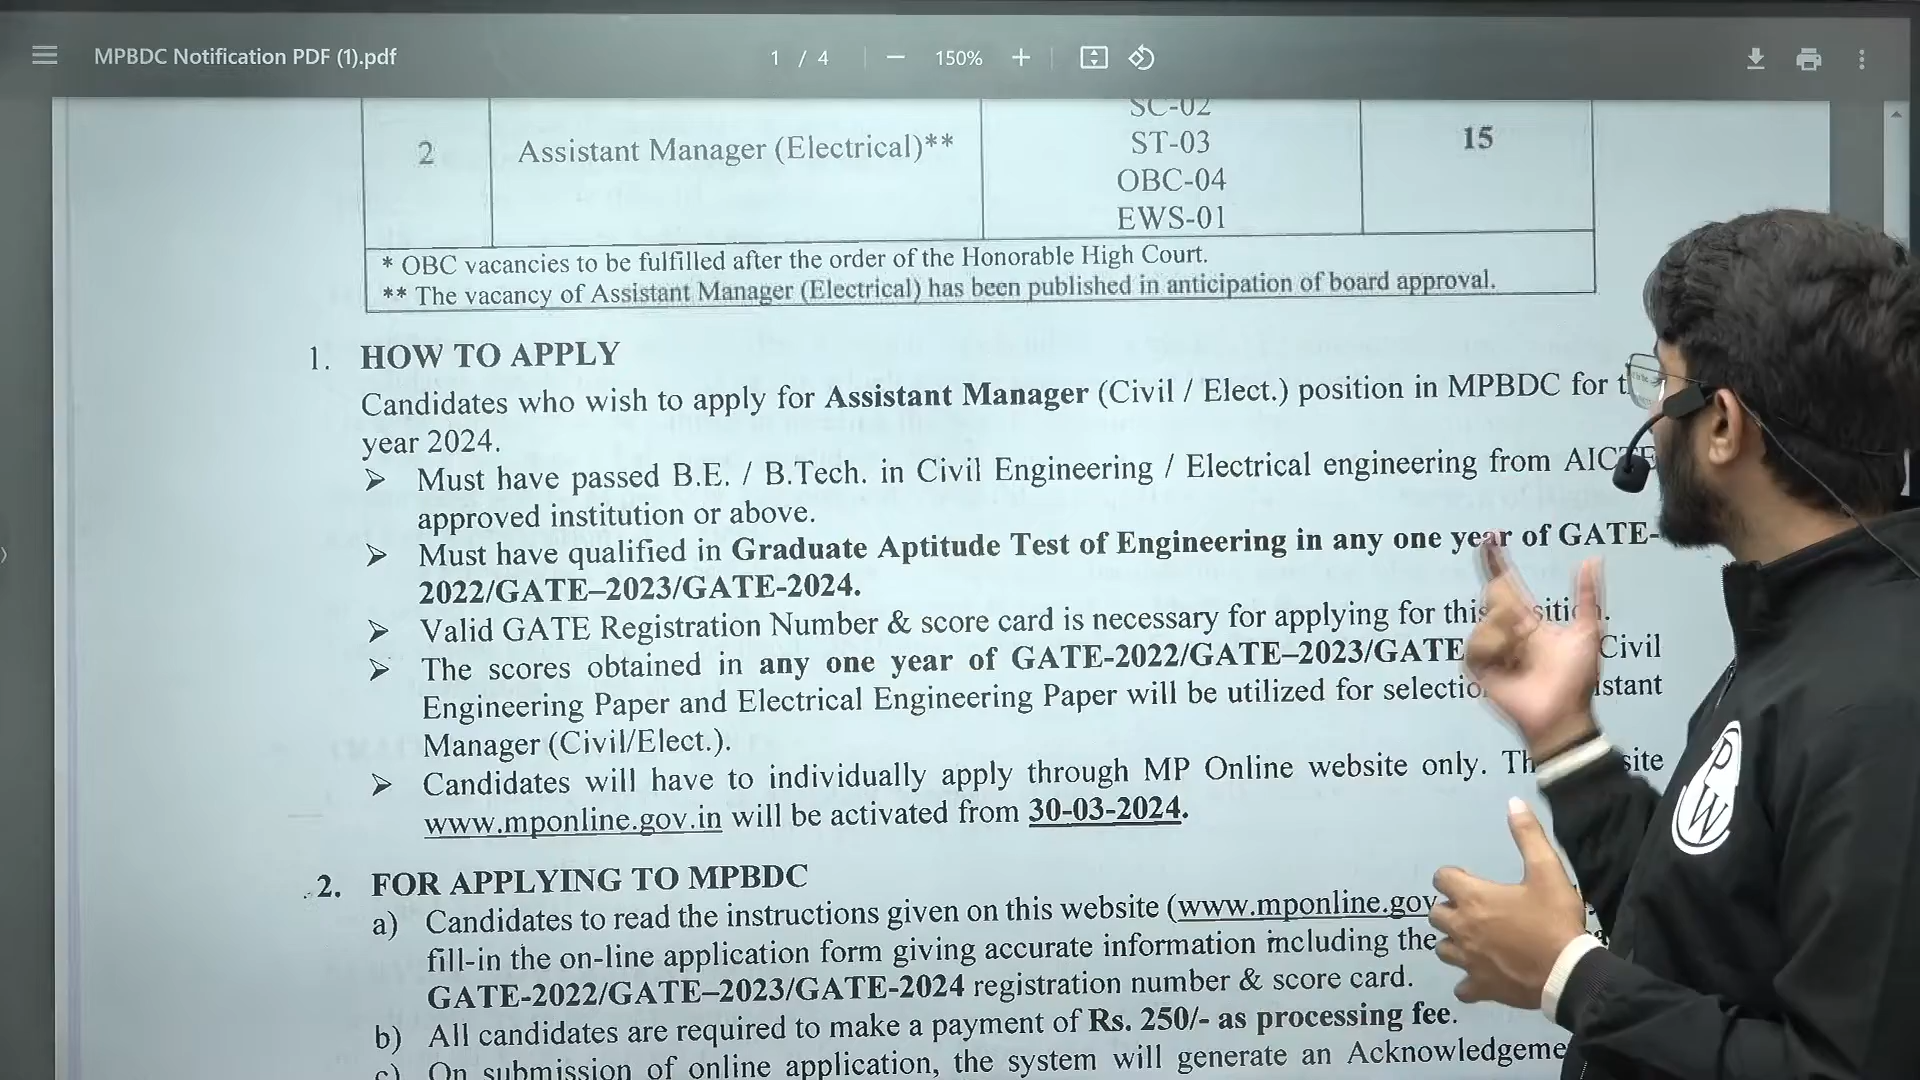 MPBDC Notification PDF (1).pdf
1 / 4
150%
SC-02
2 Assistant Manager (Electrical)** ST-03 15
OBC-04
EWS-01
* OBC vacancies to be fulfilled after the order of the Honorable High Court.
** The vacancy of Assistant Manager (Electrical) has been published in anticipation of board approval.
1. HOW TO APPLY
Candidates who wish to apply for Assistant Manager (Civil / Elect.) position in MPBDC for
year 2024.
➢ Must have passed B.E. / B.Tech. in Civil Engineering / Electrical engineering from AICTE
approved institution or above.
➢ Must have qualified in Graduate Aptitude Test of Engineering in any one year of GATE-
2022/GATE–2023/GATE-2024.
➢ Valid GATE Registration Number & score card is necessary for applying for this
➢ The scores obtained in any one year of GATE-2022/GATE–2023/GATE Civil
Engineering Paper and Electrical Engineering Paper will be utilized for
Manager (Civil/Elect.).
➢ Candidates will have to individually apply through MP Online website only.
www.mponline.gov.in will be activated from 30-03-2024.
2. FOR APPLYING TO MPBDC
a) Candidates to read the instructions given on this website (www.mponline.gov
fill-in the on-line application form giving accurate information including the
GATE-2022/GATE–2023/GATE-2024 registration number & score card.
b) All candidates are required to make a payment of Rs. 250/- as processing fee.
c) On submission of online application, the system will generate an Acknowledgeme
PW